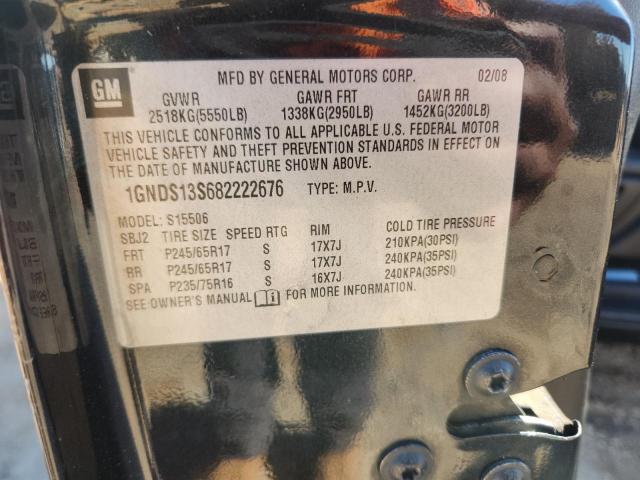 GM
MFD BY GENERAL MOTORS CORP. 02/08
GVWR GAWR FRT GAWR RR
2518KG(5550LB) 1338KG(2950LB) 1452KG(3200LB)
THIS VEHICLE CONFORMS TO ALL APPLICABLE U.S. FEDERAL MOTOR
VEHICLE SAFETY AND THEFT PREVENTION STANDARDS IN EFFECT ON
THE DATE OF MANUFACTURE SHOWN ABOVE.
1GNDS13S682222676 TYPE: M.P.V.
MODEL: S15506
SBJ2 TIRE SIZE SPEED RTG RIM COLD TIRE PRESSURE
FRT P245/65R17 S 17X7J 210KPA(30PSI)
RR P245/65R17 S 17X7J 240KPA(35PSI)
SPA P235/75R16 S 16X7J 240KPA(35PSI)
SEE OWNER'S MANUAL FOR MORE INFORMATION.